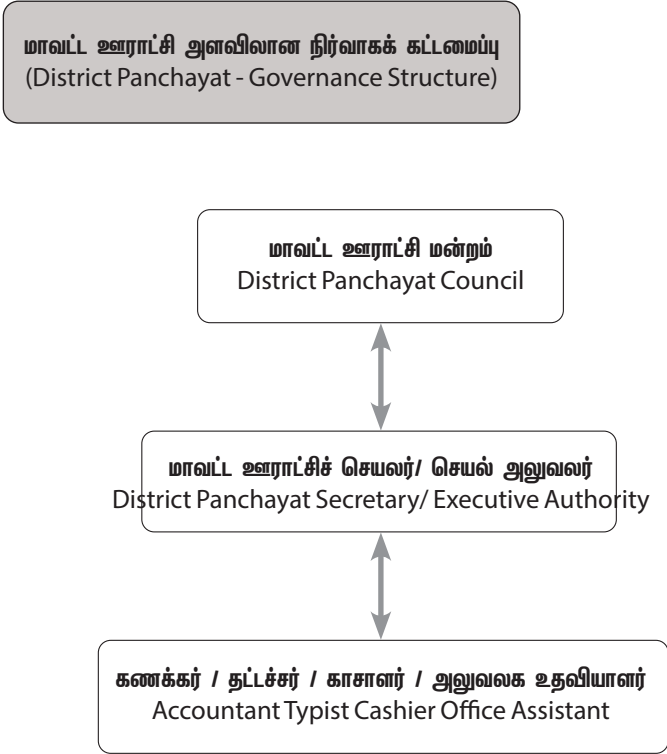 மாவட்ட ஊராட்சி அளவிலான நிர்வாகக் கட்டமைப்பு
(District Panchayat - Governance Structure)
மாவட்ட ஊராட்சி மன்றம்
District Panchayat Council
மாவட்ட ஊராட்சிச் செயலர்/ செயல் அலுவலர்
District Panchayat Secretary/ Executive Authority
கணக்கர் / தட்டச்சர் / காசாளர் / அலுவலக உதவியாளர்
Accountant Typist Cashier Office Assistant